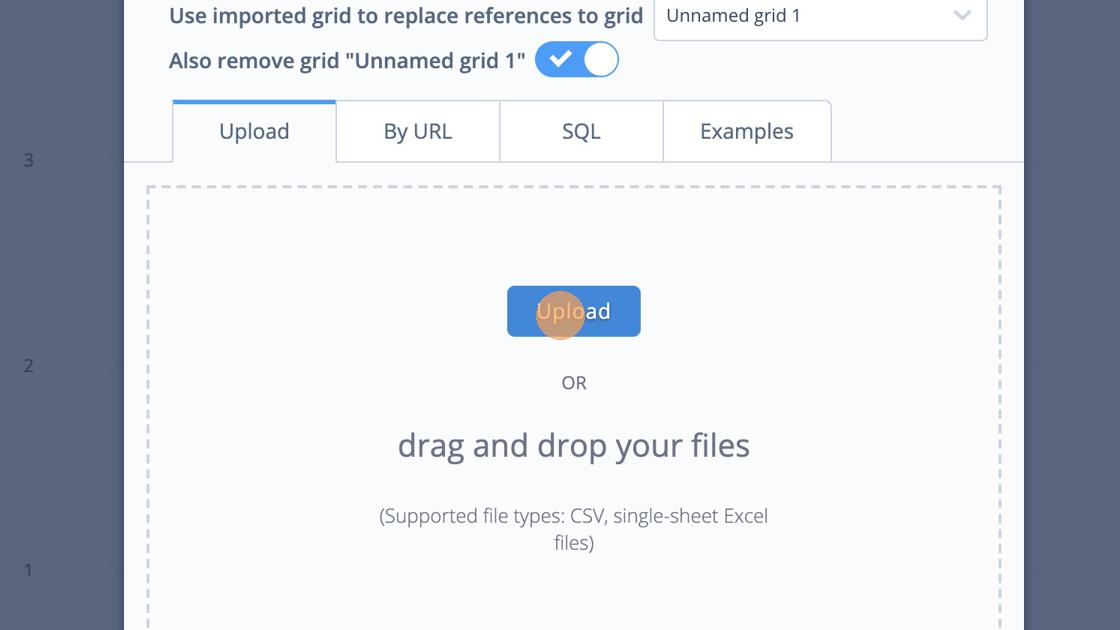 Use imported grid to replace references to grid Unnamed grid 1
Also remove grid "Unnamed grid 1"
Upload By URL SQL Examples
3
Upload
2
OR
drag and drop your files
(Supported file types: CSV, single-sheet Excel
files)
1